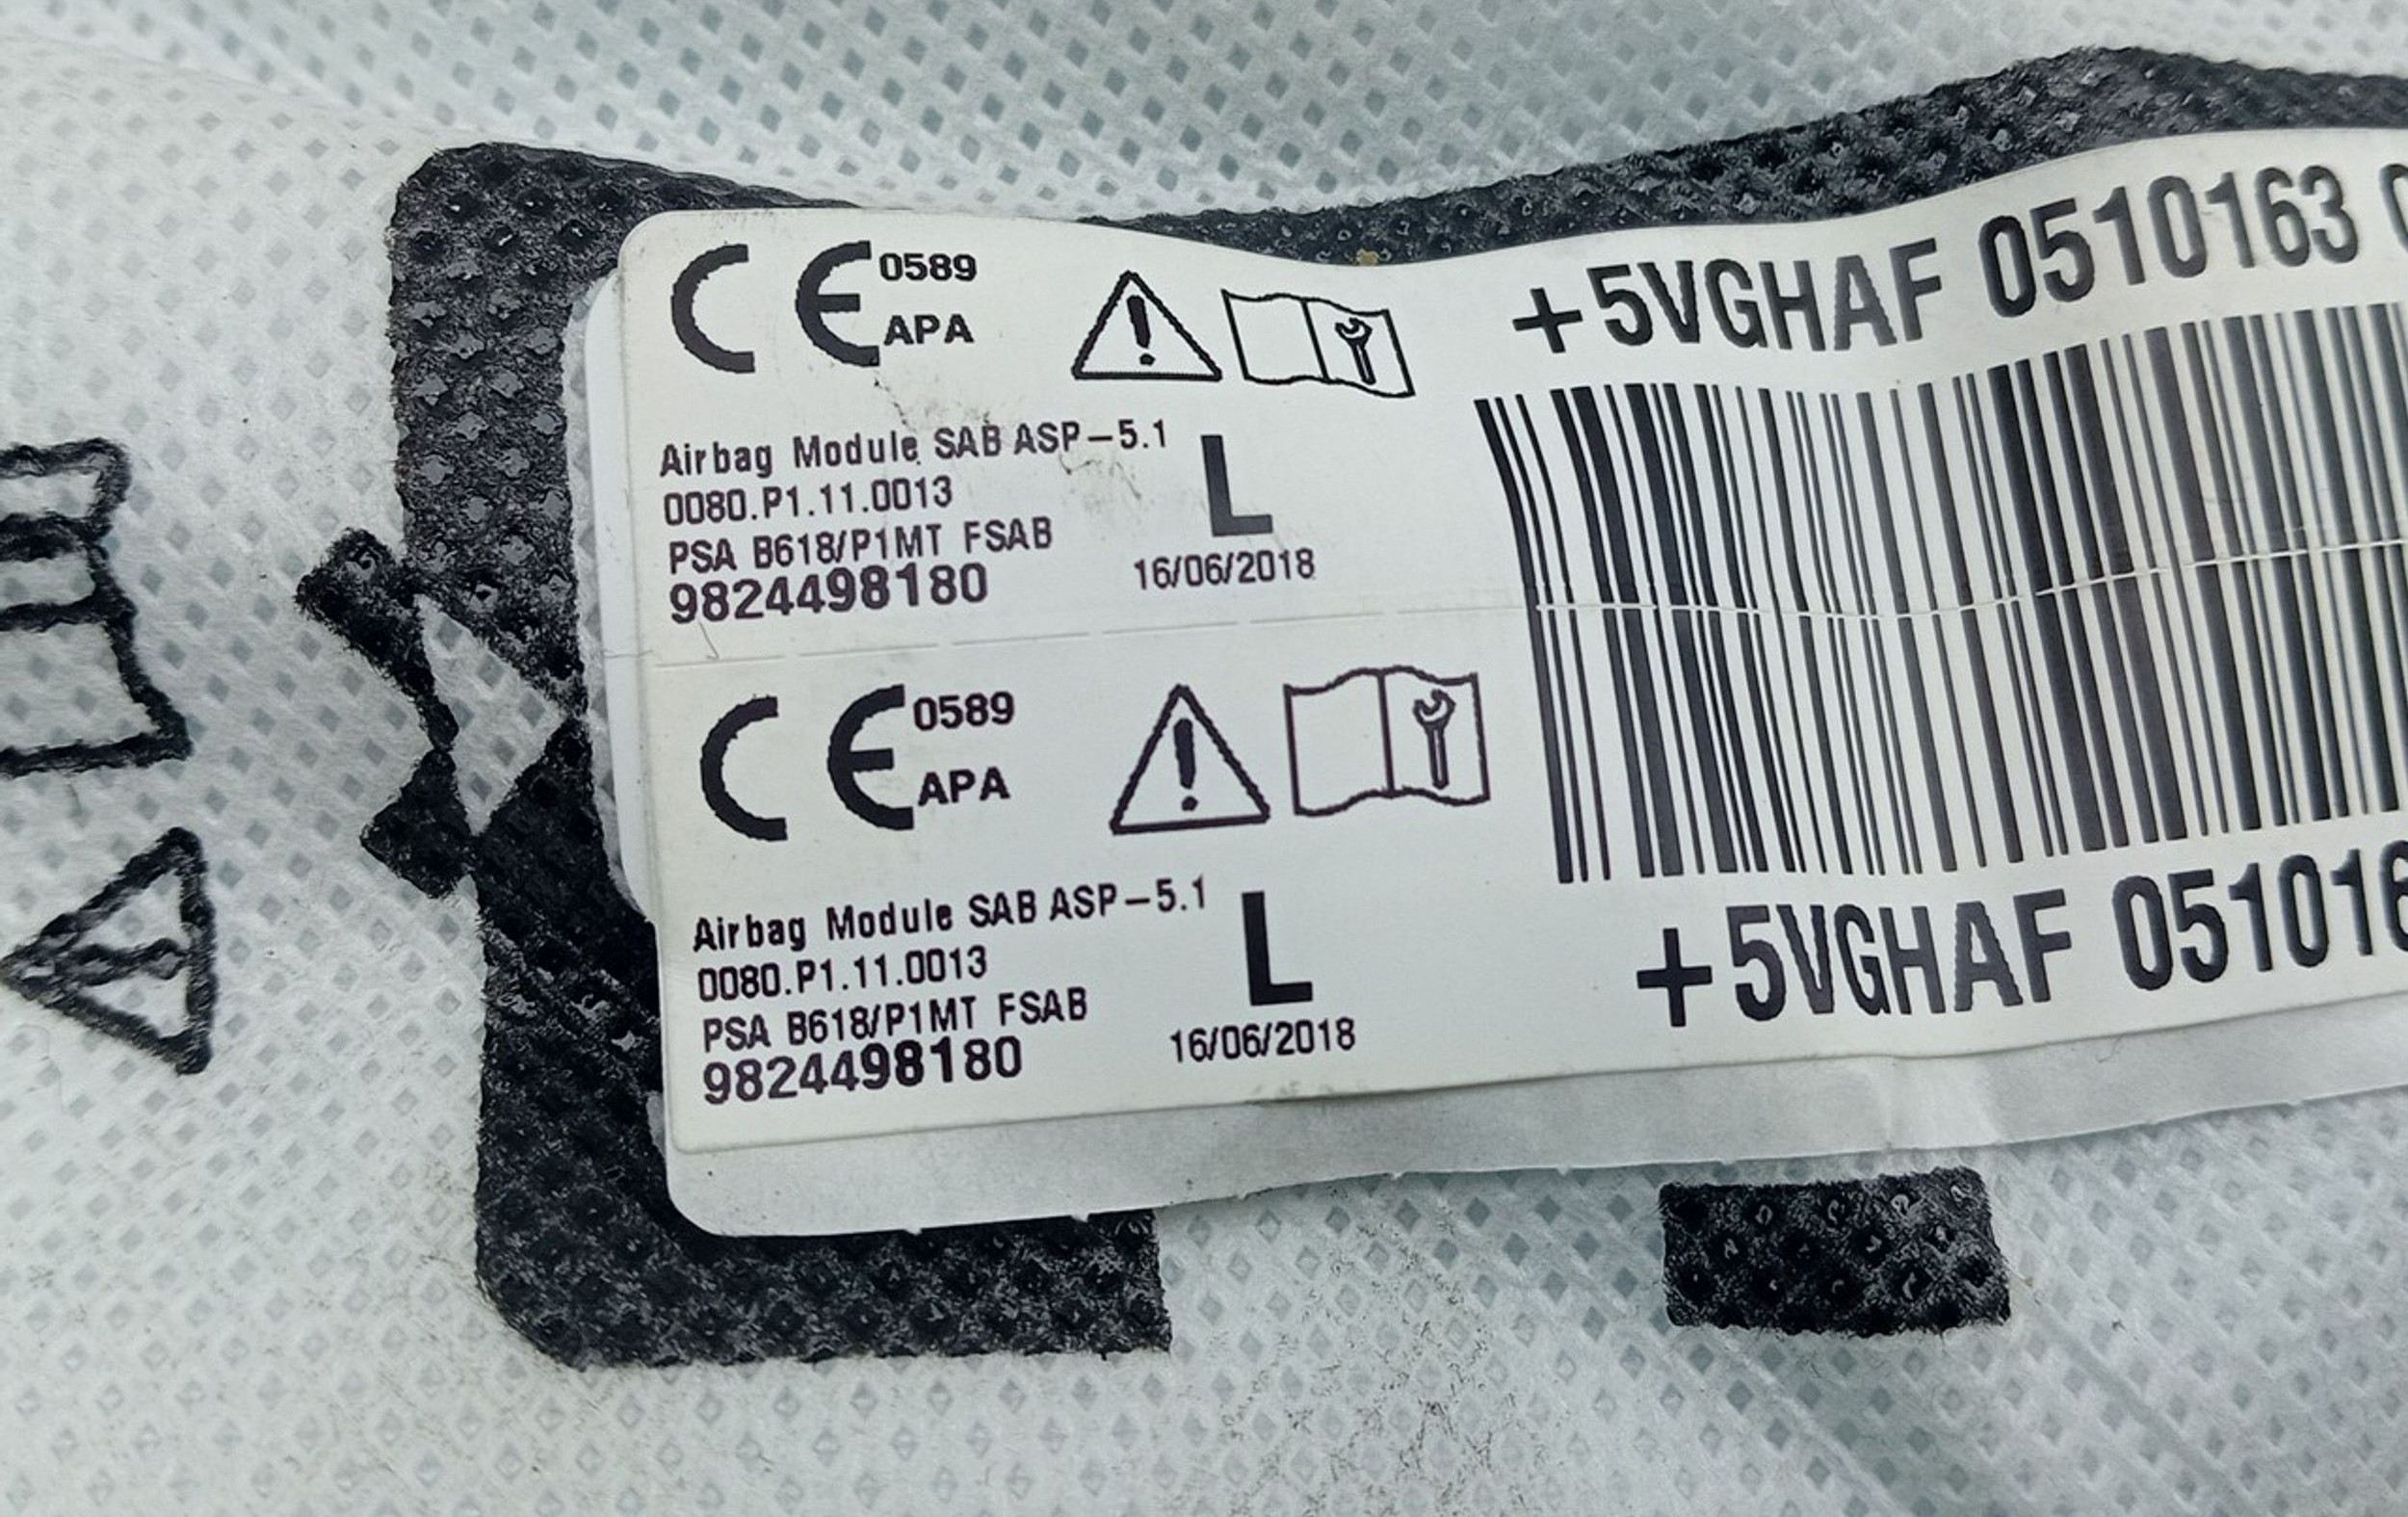 CE 0589
APA
+5VGHAF 0510163
Airbag Module SAB ASP-5.1
0080.P1.11.0013
PSA B618/P1MT FSAB
9824498180
L
16/06/2018
CE 0589
APA
Airbag Module SAB ASP-5.1
0080.P1.11.0013
PSA B618/P1MT FSAB
9824498180
L
16/06/2018
+5VGHAF 051016